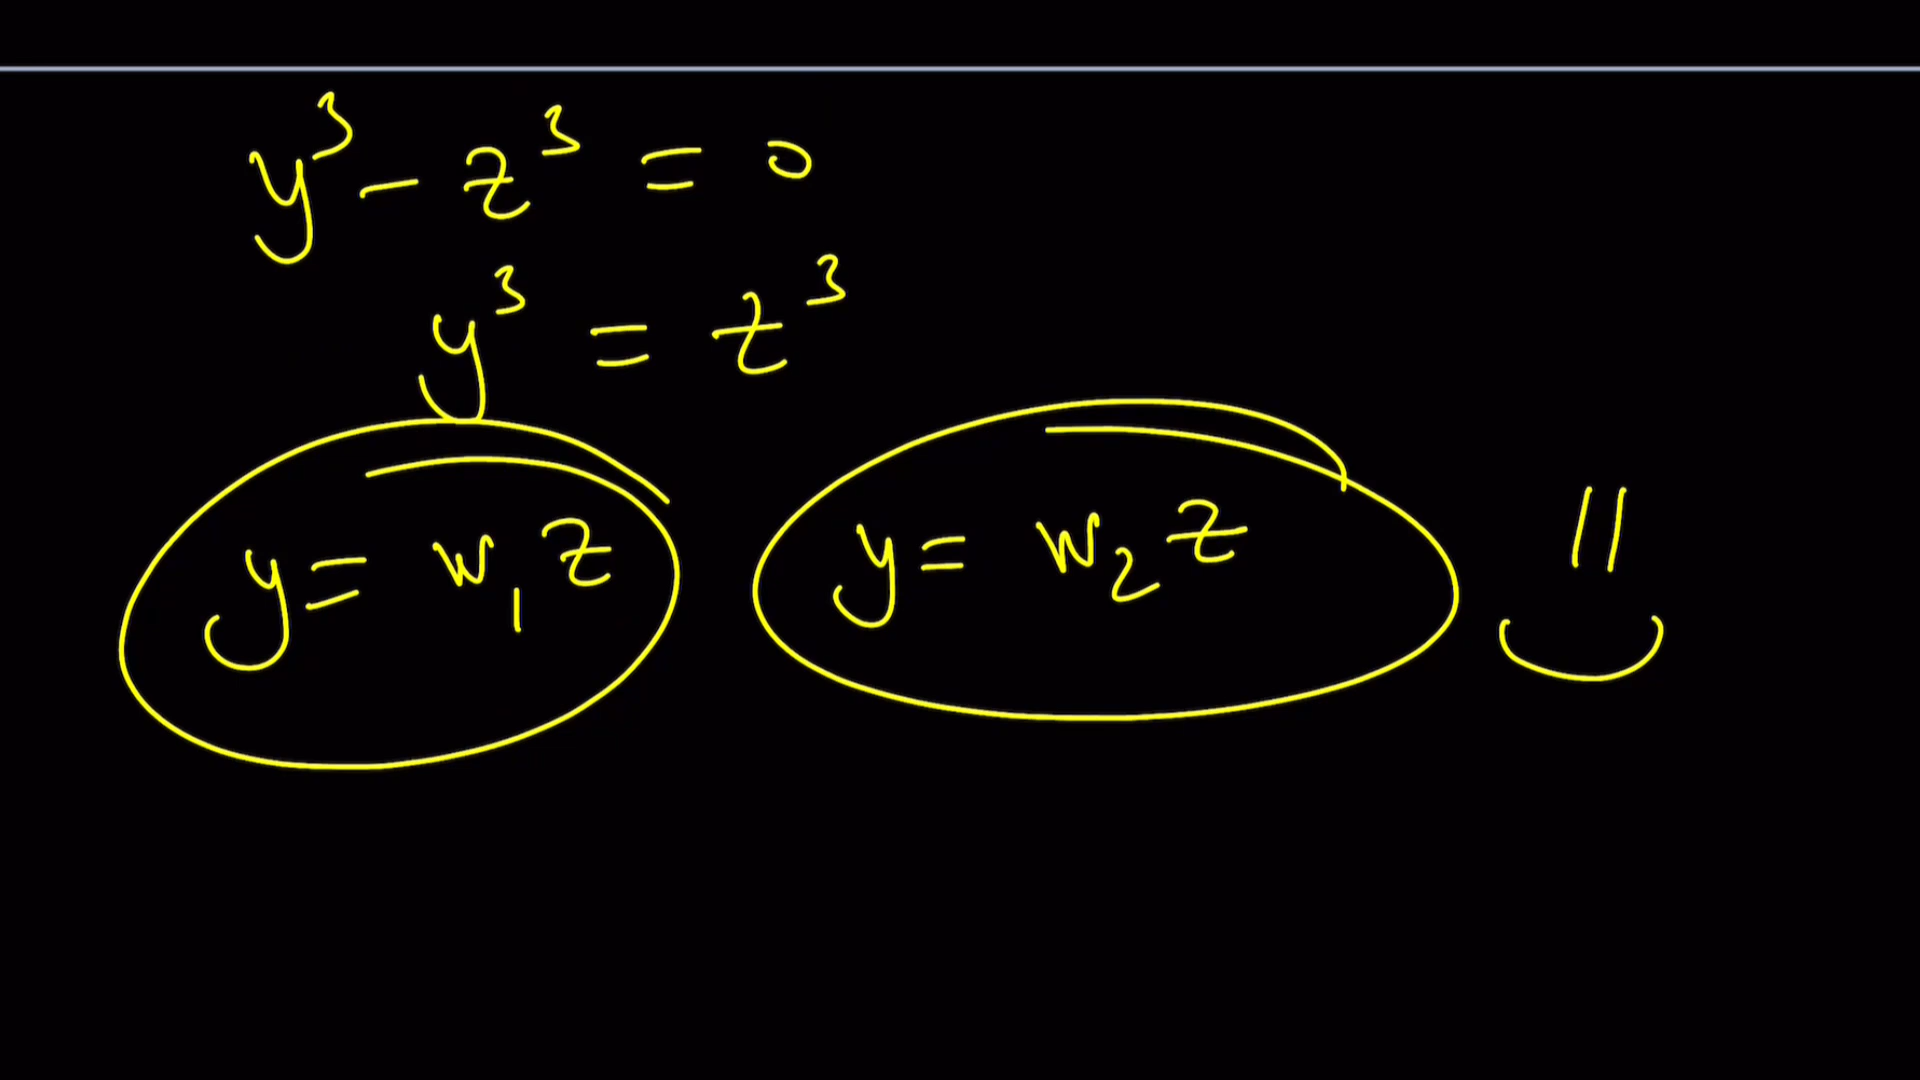 y³ - z³ = 0
y³ = z³
y = w₁z y = w₂z